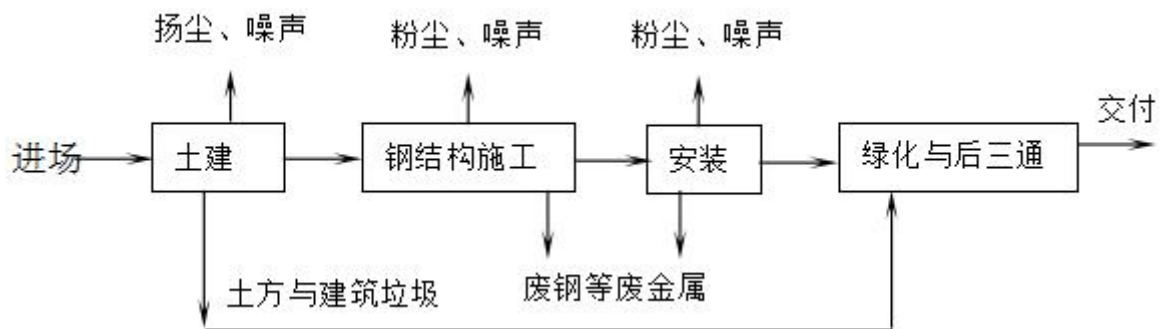 扬尘、噪声
粉尘、噪声
粉尘、噪声
交付
进场
土建
钢结构施工
安装
绿化与后三通
土方与建筑垃圾
废钢等废金属